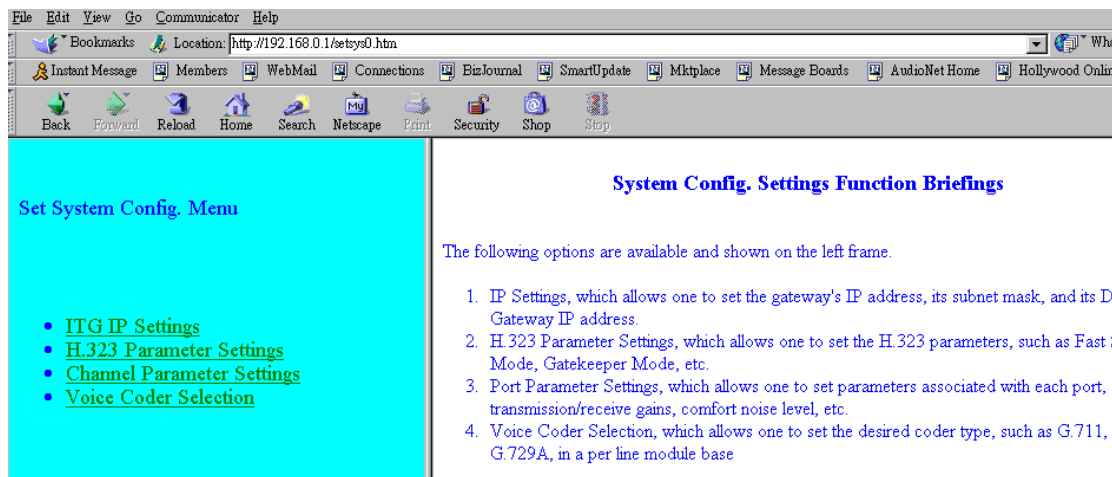 File Edit View Go Communicator Help
Bookmarks Location: http://192.168.0.1/setsys0.htm
Instant Message Members WebMail Connections BizJournal SmartUpdate Mktplace Message Boards AudioNet Home Hollywood
Back Forward Reload Home Search Netscape Print Security Shop Stop
My
Set System Config. Menu
ITG IP Settings
H.323 Parameter Settings
Channel Parameter Settings
Voice Coder Selection
System Config. Settings Function Briefings
The following options are available and shown on the left frame.
1. IP Settings, which allows one to set the gateway's IP address, its subnet mask, and its
Gateway IP address.
2. H.323 Parameter Settings, which allows one to set the H.323 parameters, such as Fast
Mode, Gatekeeper Mode, etc.
3. Port Parameter Settings, which allows one to set parameters associated with each port,
transmission/receive gains, comfort noise level, etc.
4. Voice Coder Selection, which allows one to set the desired coder type, such as G.711,
G.729A, in a per line module base